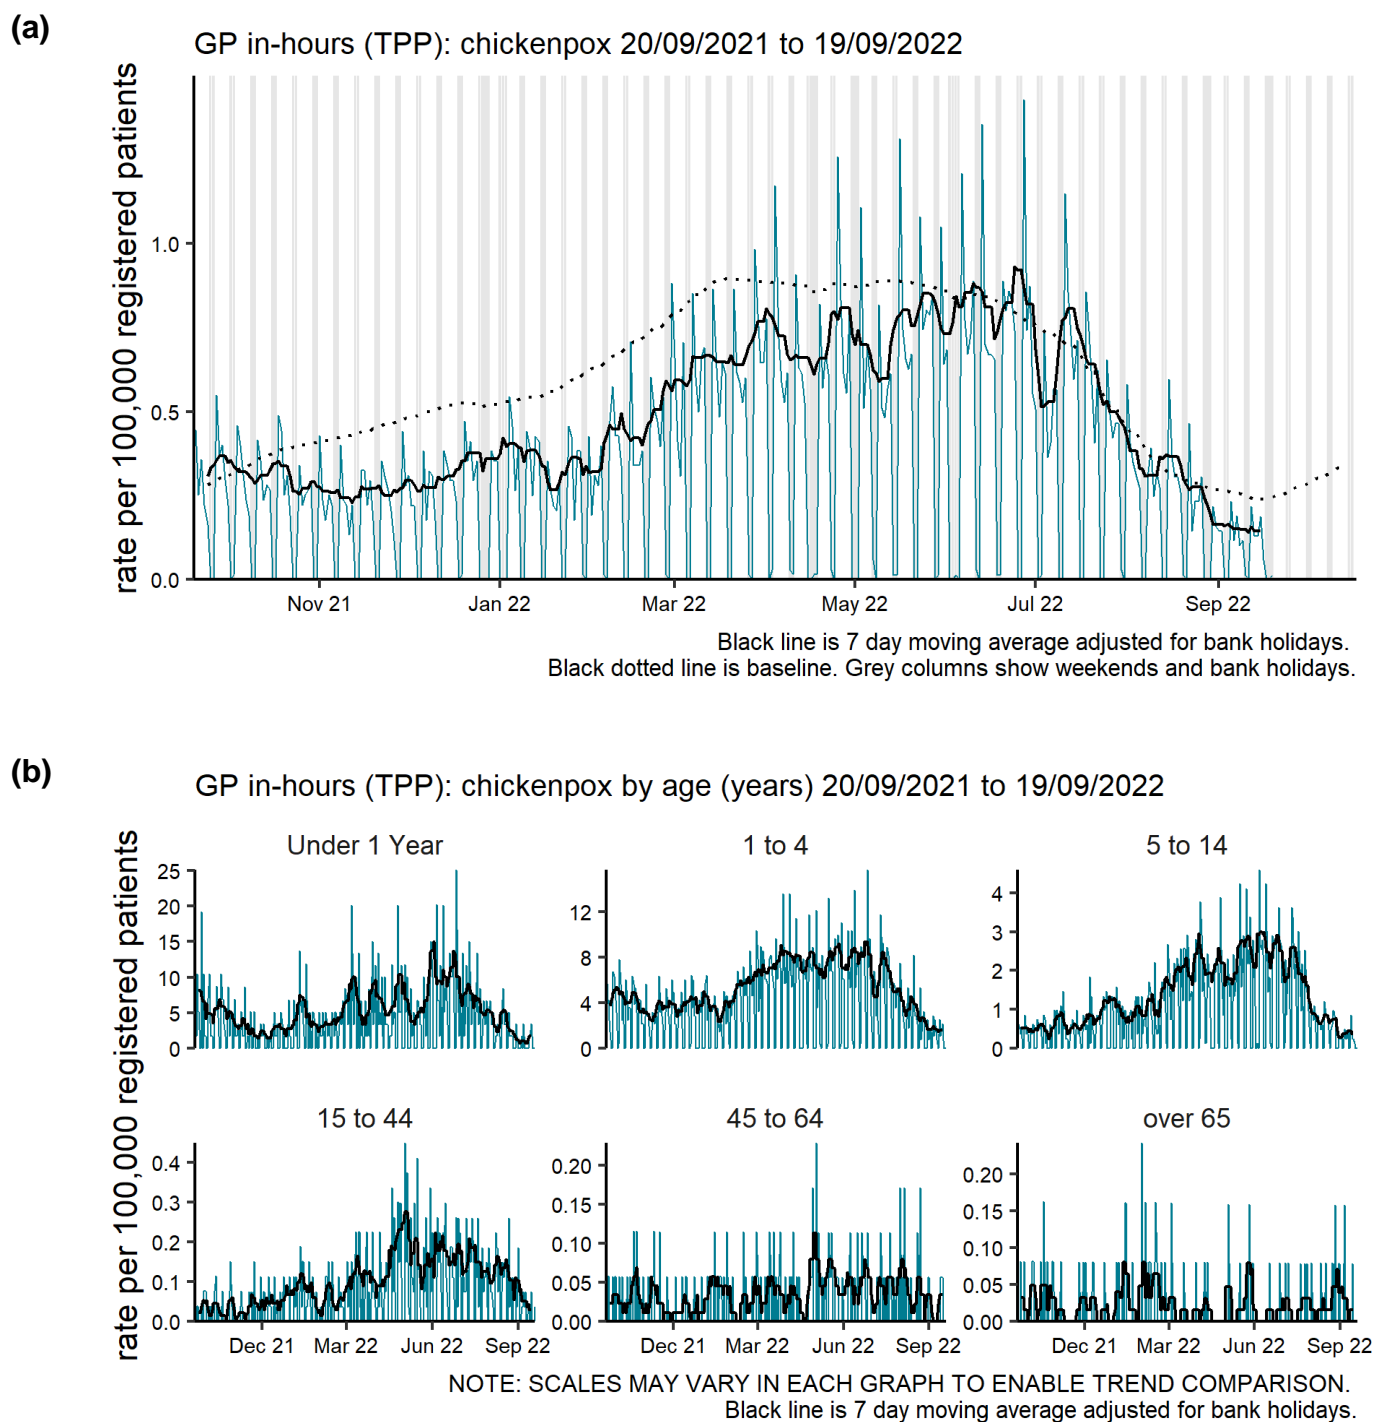 (a)
GP in-hours (TPP): chickenpox 20/09/2021 to 19/09/2022
rate per 100,000 registered patients
1.0
0.5
0.0
Nov 21 Jan 22 Mar 22 May 22 Jul 22 Sep 22
Black line is 7 day moving average adjusted for bank holidays.
Black dotted line is baseline. Grey columns show weekends and bank holidays.
(b)
GP in-hours (TPP): chickenpox by age (years) 20/09/2021 to 19/09/2022
rate per 100,000 registered patients
Under 1 Year
25
20
15
10
5
0
1 to 4
12
8
4
0
5 to 14
4
3
2
1
0
15 to 44
0.4
0.3
0.2
0.1
0.0
Dec 21 Mar 22 Jun 22 Sep 22
45 to 64
0.20
0.15
0.10
0.05
0.00
Dec 21 Mar 22 Jun 22 Sep 22
over 65
0.20
0.15
0.10
0.05
0.00
Dec 21 Mar 22 Jun 22 Sep 22
NOTE: SCALES MAY VARY IN EACH GRAPH TO ENABLE TREND COMPARISON.
Black line is 7 day moving average adjusted for bank holidays.